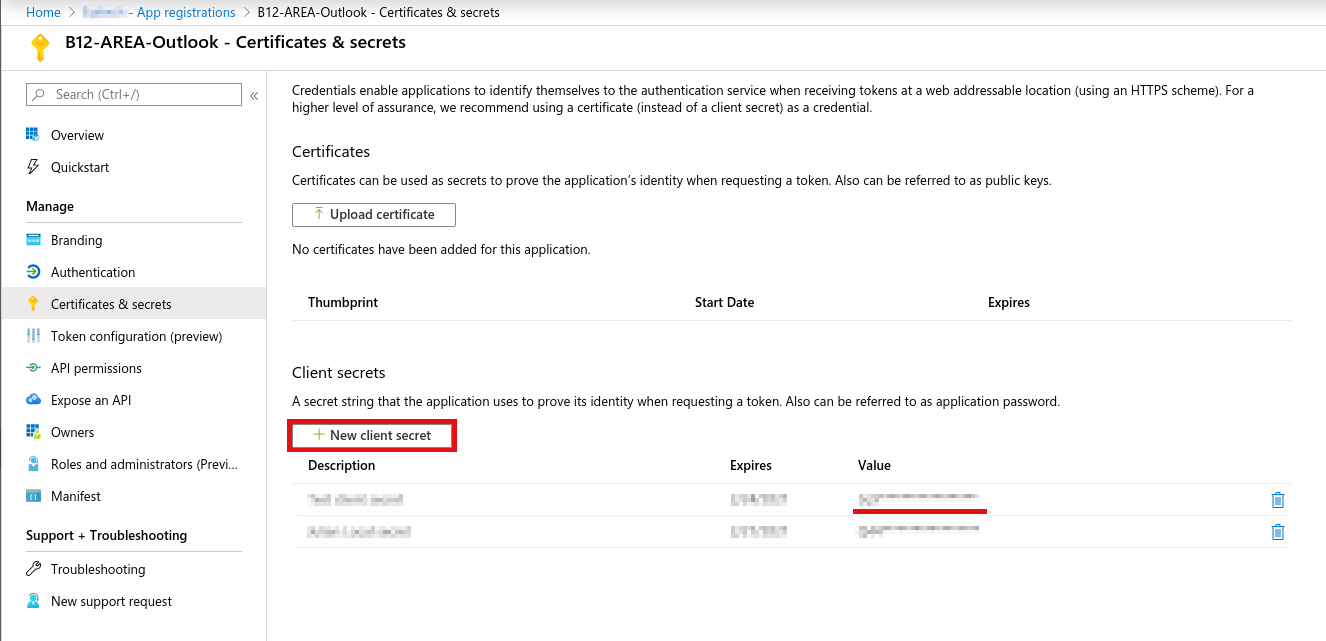 Home > - App registrations > B12-AREA-Outlook - Certificates & secrets
B12-AREA-Outlook - Certificates & secrets
Search (Ctrl+/)
«
Overview
Quickstart
Manage
Branding
Authentication
Certificates & secrets
Token configuration (preview)
API permissions
Expose an API
Owners
Roles and administrators (Previ...
Manifest
Support + Troubleshooting
Troubleshooting
New support request
Credentials enable applications to identify themselves to the authentication service when receiving tokens at a web addressable location (using an HTTPS scheme). For a
higher level of assurance, we recommend using a certificate (instead of a client secret) as a credential.
Certificates
Certificates can be used as secrets to prove the application's identity when requesting a token. Also can be referred to as public keys.
Upload certificate
No certificates have been added for this application.
Thumbprint Start Date Expires
Client secrets
A secret string that the application uses to prove its identity when requesting a token. Also can be referred to as application password.
+ New client secret
Description Expires Value